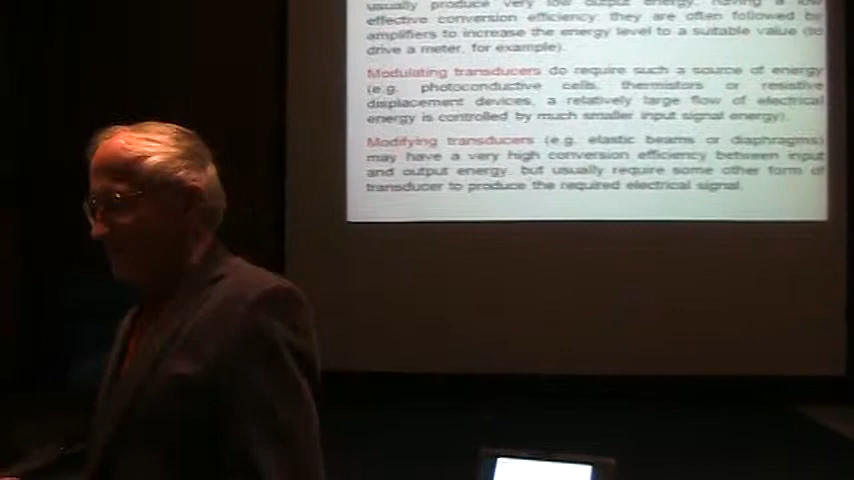 usually produce very low output energy, having a low
effective conversion efficiency: they are often followed by
amplifiers to increase the energy level to a suitable value (to
drive a meter, for example).
Modulating transducers do require such a source of energy
(e.g. photoconductive cells, thermistors or resistive
displacement devices, a relatively large flow of electrical
energy is controlled by much smaller input signal energy).
Modifying transducers (e.g. elastic beams or diaphragms)
may have a very high conversion efficiency between input
and output energy, but usually require some other form of
transducer to produce the required electrical signal.